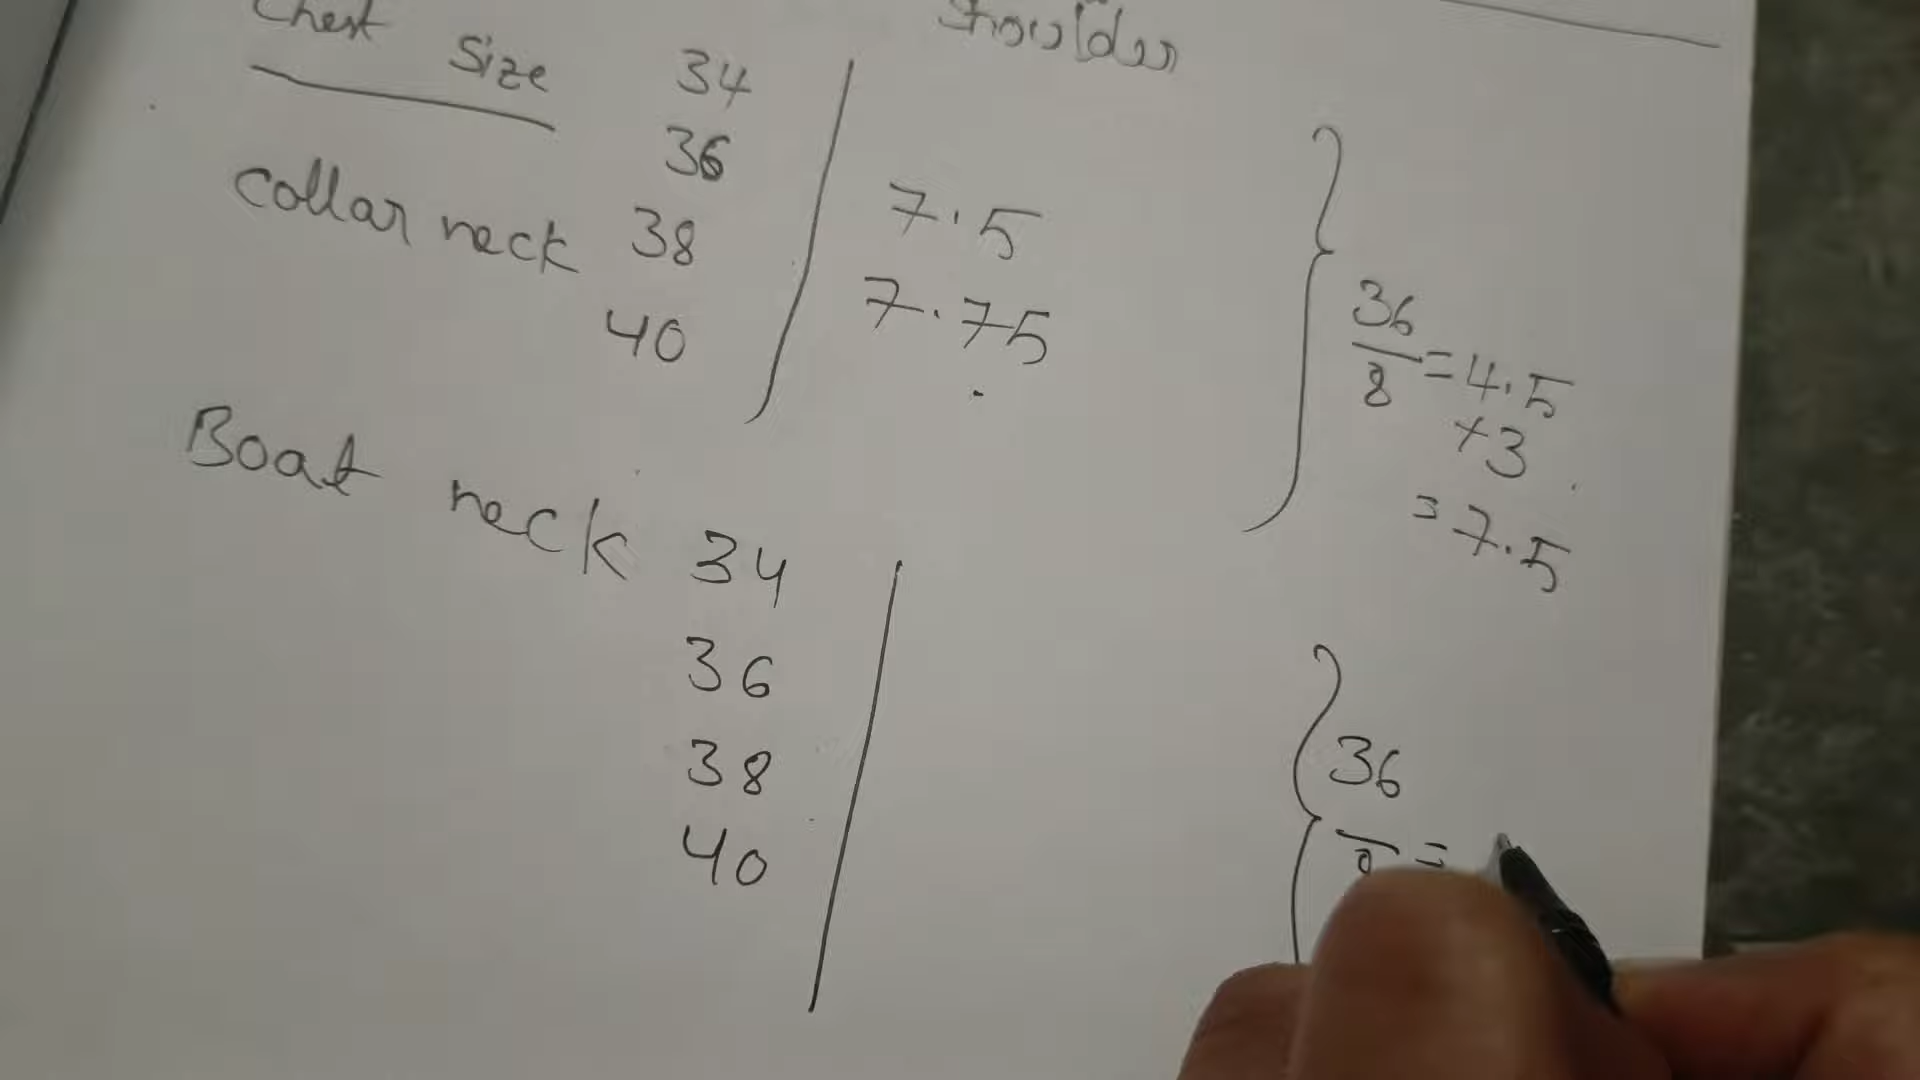 Chest Size 34
Shoulder
36
collar neck 38
40
7.5
7.75
36
8 = 4.5
+3
= 7.5
Boat neck 34
36
38
40
36
=